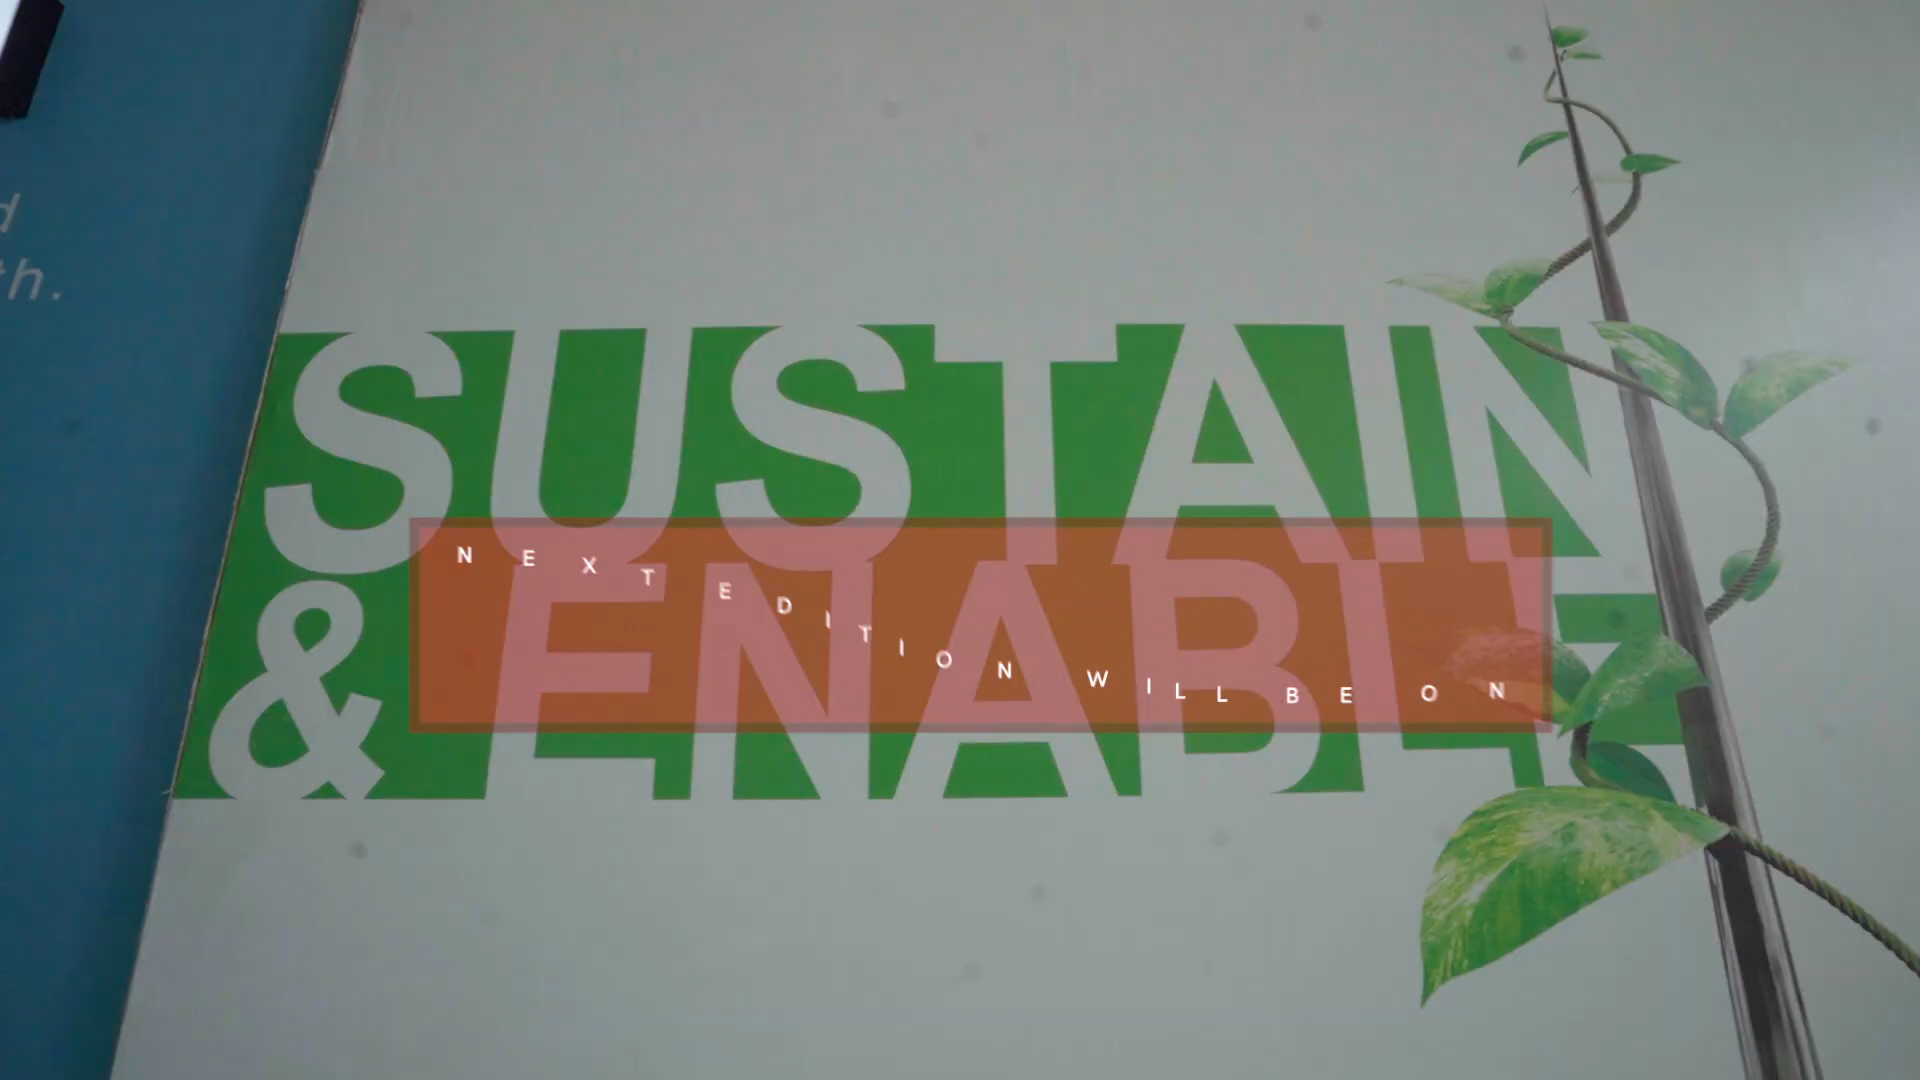 th.
SUSTAIN
& ENABLE
NEXT EDITION WILL BE ON